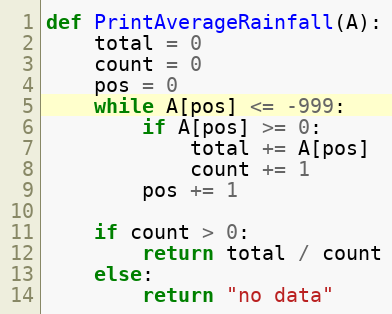 1 def PrintAverageRainfall(A):
2     total = 0
3     count = 0
4     pos = 0
5     while A[pos] <= -999:
6         if A[pos] >= 0:
7             total += A[pos]
8             count += 1
9         pos += 1
10
11     if count > 0:
12         return total / count
13     else:
14         return "no data"